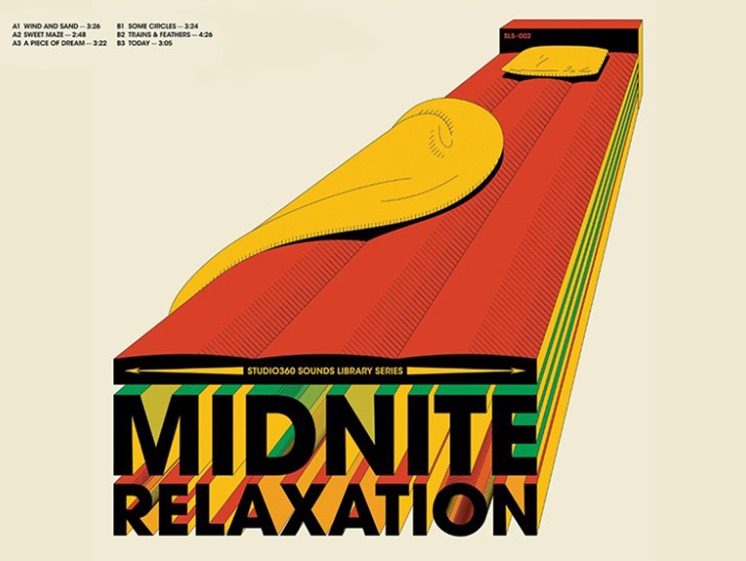 A1 WIND AND SAND — 3:26
A2 SWEET MAZE — 2:48
A3 A PIECE OF DREAM — 3:22
B1 SOME CIRCLES — 3:24
B2 TRAINS & FEATHERS — 4:26
B3 TODAY — 3:05
SLS-002
STUDIO360 SOUNDS LIBRARY SERIES
MIDNITE
RELAXATION